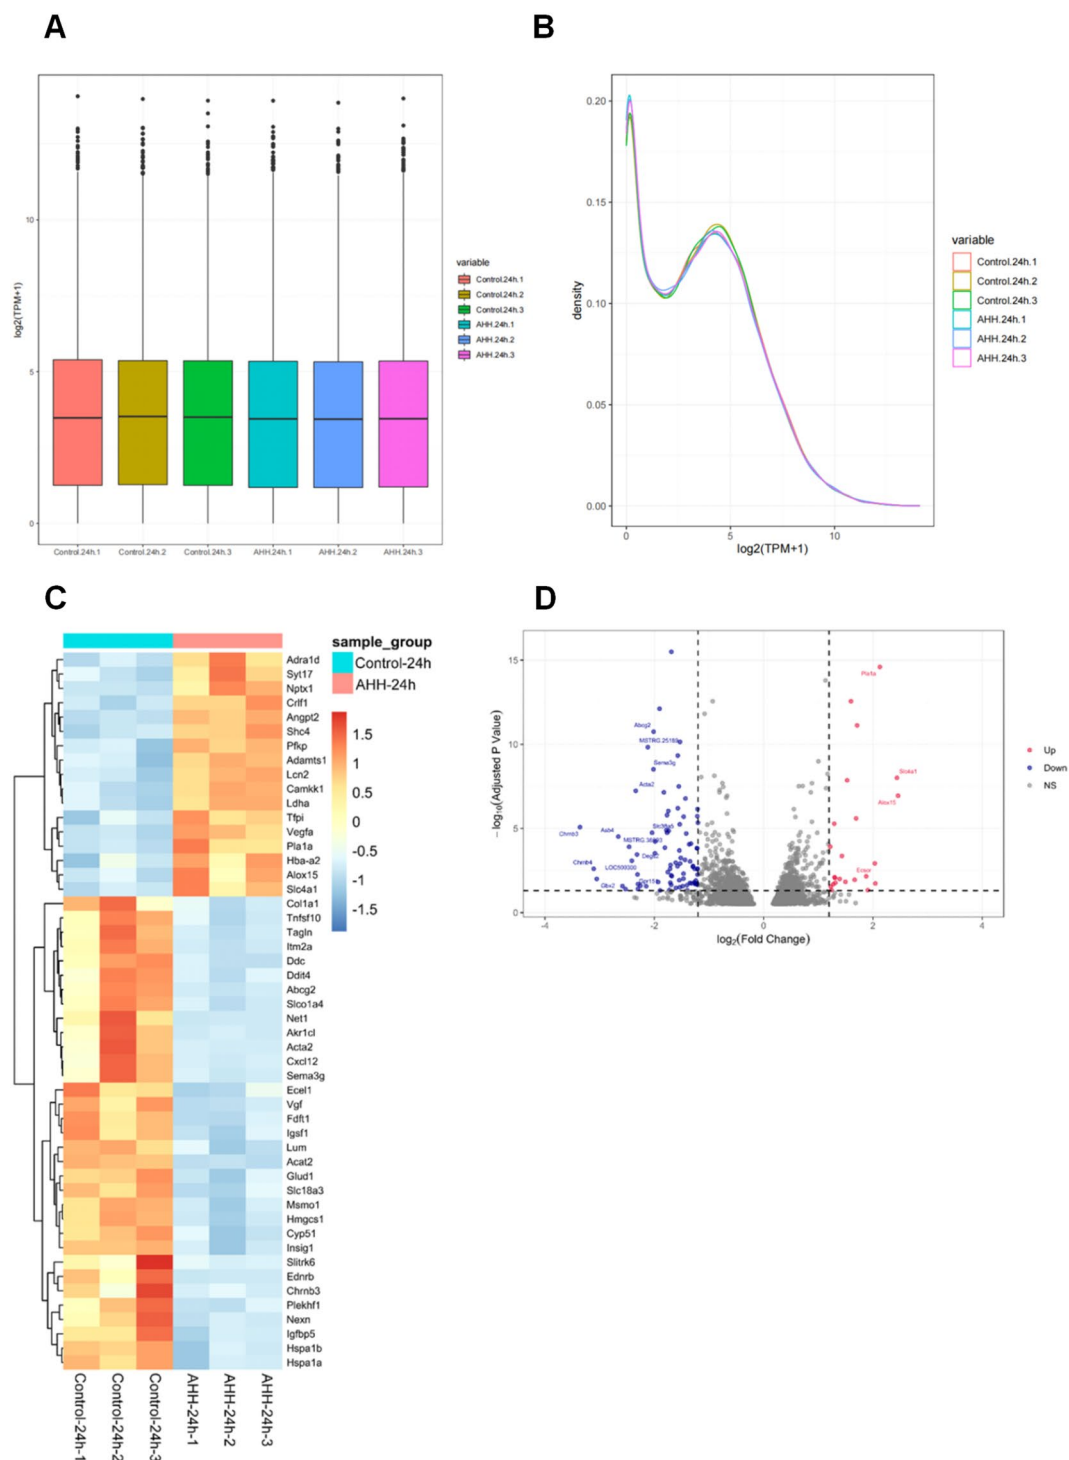 A
B
10
5
0
log2(TPM+1)
Control.24h.1
Control.24h.2
Control.24h.3
AHH.24h.1
AHH.24h.2
AHH.24h.3
variable
Control.24h.1
Control.24h.2
Control.24h.3
AHH.24h.1
AHH.24h.2
AHH.24h.3
0.20
0.15
0.10
0.05
0.00
density
0
5
10
log2(TPM+1)
variable
Control.24h.1
Control.24h.2
Control.24h.3
AHH.24h.1
AHH.24h.2
AHH.24h.3
C
D
sample_group
Control-24h
AHH-24h
1.5
1
0.5
0
-0.5
-1
-1.5
Adra1d
Syt17
Nptx1
Crlf1
Angpt2
Shc4
Pfkp
Adamts1
Lcn2
Camkk1
Ldha
Tfpi
Vegfa
Pla1a
Hba-a2
Alox15
Slc4a1
Col1a1
Tnfsf10
Tagln
Itm2a
Ddc
Ddit4
Abcg2
Slco1a4
Net1
Akr1cl
Acta2
Cxcl12
Sema3g
Ecel1
Vgf
Fdft1
Igsf1
Lum
Acat2
Glud1
Slc18a3
Msmo1
Hmgcs1
Cyp51
Insig1
Slitrk6
Ednrb
Chrnb3
Plekhf1
Nexn
Igfbp5
Hspa1b
Hspa1a
Control-24h-1
Control-24h-2
Control-24h-3
AHH-24h-1
AHH-24h-2
AHH-24h-3
15
10
5
0
−log10(Adjusted P Value)
Pla1a
Abcg2
Sema3g
Slc4a1
Acta2
Alox15
Chrnb3
Chrnb4
−4
−2
0
2
4
log2(Fold Change)
Up
Down
NS